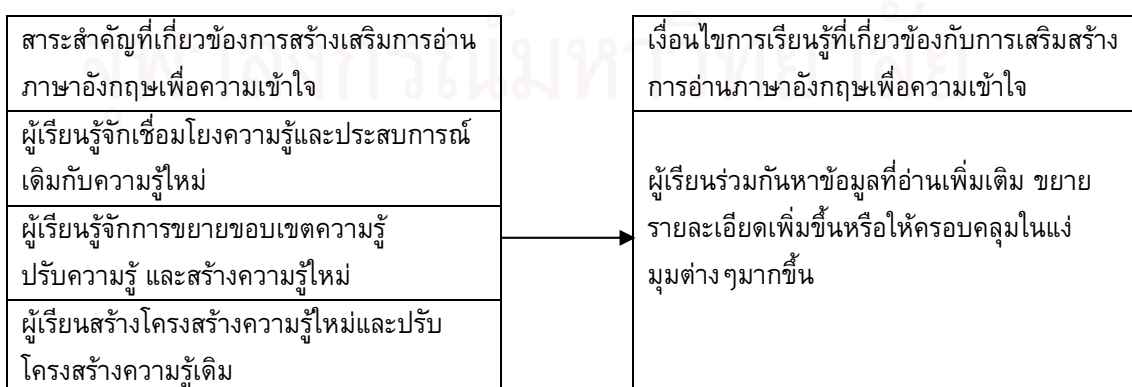 สาระสำคัญที่เกี่ยวข้องการสร้างเสริมการอ่าน
ภาษาอังกฤษเพื่อความเข้าใจ
ผู้เรียนรู้จักเชื่อมโยงความรู้และประสบการณ์
เดิมกับความรู้ใหม่
ผู้เรียนรู้จักการขยายขอบเขตความรู้
ปรับความรู้ และสร้างความรู้ใหม่
ผู้เรียนสร้างโครงสร้างความรู้ใหม่และปรับ
โครงสร้างความรู้เดิม
เงื่อนไขการเรียนรู้ที่เกี่ยวข้องกับการเสริมสร้าง
การอ่านภาษาอังกฤษเพื่อความเข้าใจ
ผู้เรียนร่วมกันหาข้อมูลที่อ่านเพิ่มเติม ขยาย
รายละเอียดเพิ่มขึ้นหรือให้ครอบคลุมในแง่
มุมต่างๆมากขึ้น
จุฬาลงกรณ์มหาวิทยาลัย